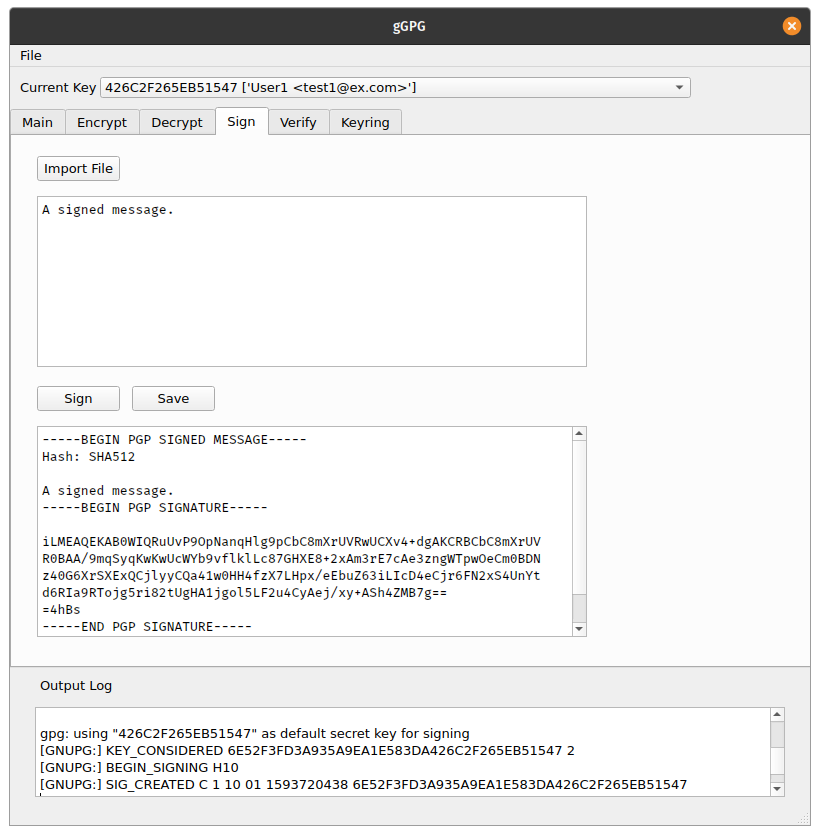 gGPG
File
Current Key 426C2F265EB51547 ['User1 <test1@ex.com>']
Main Encrypt Decrypt Sign Verify Keyring
Import File
A signed message.
Sign Save
-----BEGIN PGP SIGNED MESSAGE-----
Hash: SHA512
A signed message.
-----BEGIN PGP SIGNATURE-----
iLMEAQEKAB0WIQRuUvP9OpNanqHlg9pCbC8mXrUVRwUCXv4+dgAKCRBCbC8mXrUV
R0BAA/9mqSyqKwKwUcWYb9vflklLc87GHXE8+2xAm3rE7cAe3zngWTpwOeCm0BDN
z40G6XrSXExQCjlyyCQa41w0HH4fzX7LHpx/eEbuZ63iLIcD4eCjr6FN2xS4UnYt
d6RIa9RTojg5ri82tUgHA1jgol5LF2u4CyAej/xy+ASh4ZMB7g==
=4hBs
-----END PGP SIGNATURE-----
Output Log
gpg: using "426C2F265EB51547" as default secret key for signing
[GNUPG:] KEY_CONSIDERED 6E52F3FD3A935A9EA1E583DA426C2F265EB51547 2
[GNUPG:] BEGIN_SIGNING H10
[GNUPG:] SIG_CREATED C 1 10 01 1593720438 6E52F3FD3A935A9EA1E583DA426C2F265EB51547